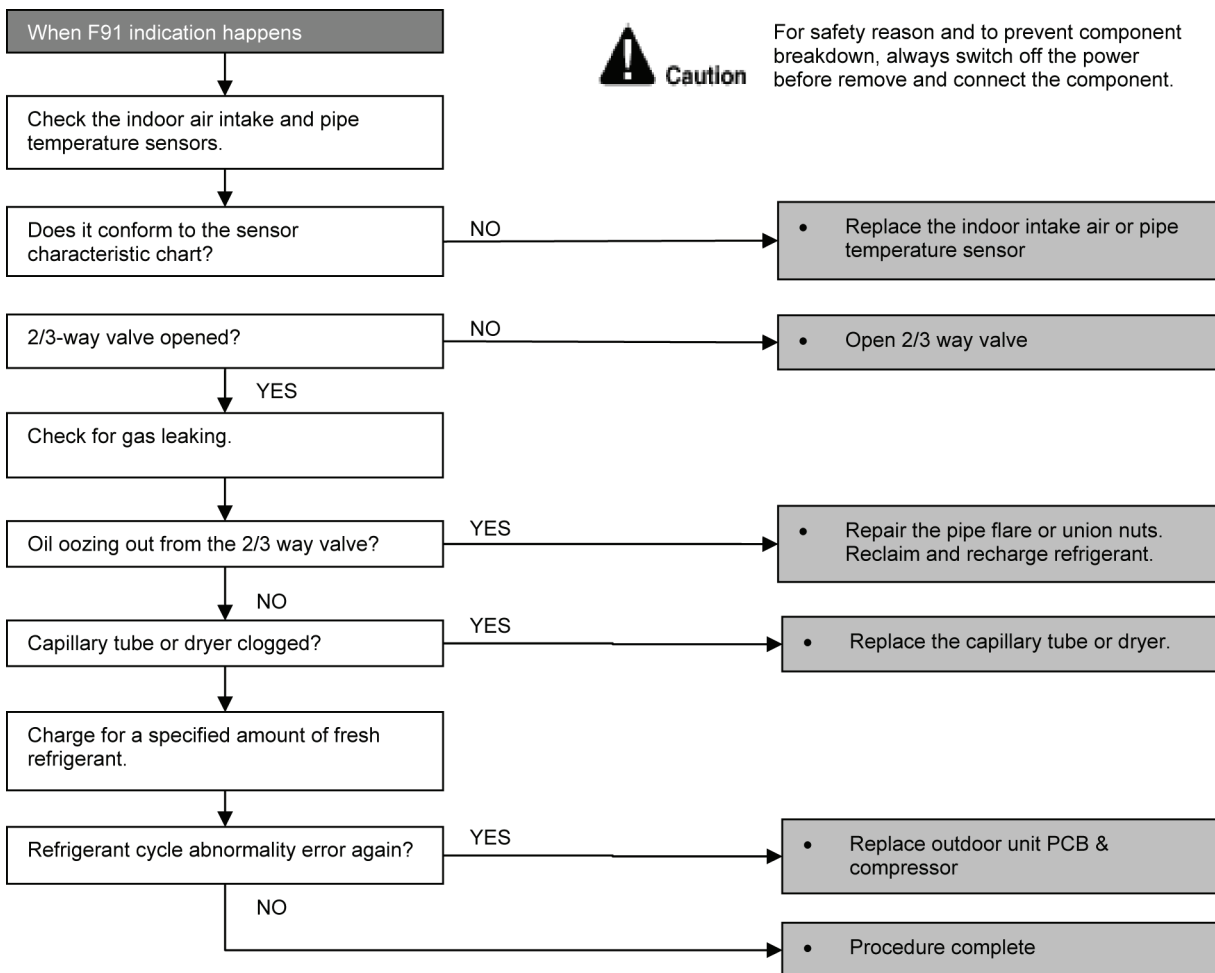 When F91 indication happens
Caution
For safety reason and to prevent component
breakdown, always switch off the power
before remove and connect the component.
Check the indoor air intake and pipe
temperature sensors.
Does it conform to the sensor
characteristic chart?
NO
• Replace the indoor intake air or pipe
temperature sensor
2/3-way valve opened?
NO
• Open 2/3 way valve
YES
Check for gas leaking.
Oil oozing out from the 2/3 way valve?
YES
• Repair the pipe flare or union nuts.
Reclaim and recharge refrigerant.
NO
Capillary tube or dryer clogged?
YES
• Replace the capillary tube or dryer.
Charge for a specified amount of fresh
refrigerant.
Refrigerant cycle abnormality error again?
YES
• Replace outdoor unit PCB &
compressor
NO
• Procedure complete